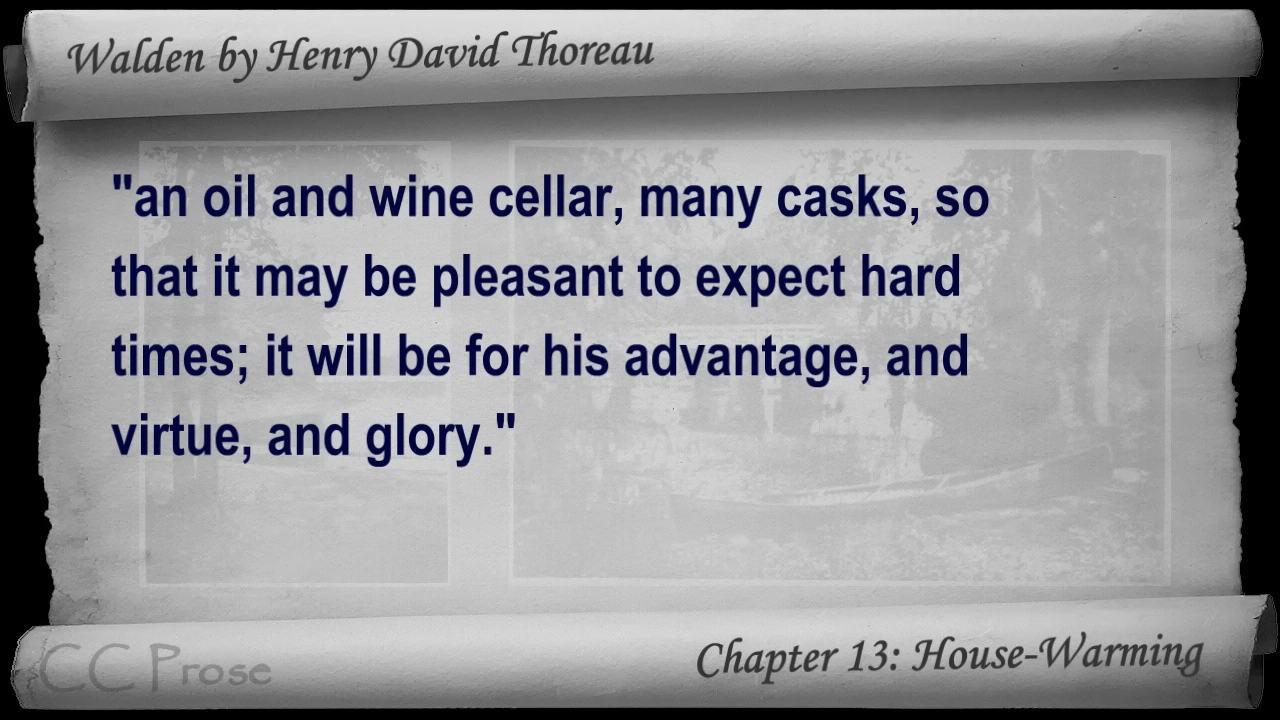 Walden by Henry David Thoreau
"an oil and wine cellar, many casks, so
that it may be pleasant to expect hard
times; it will be for his advantage, and
virtue, and glory."
CC Prose
Chapter 13: House-Warming